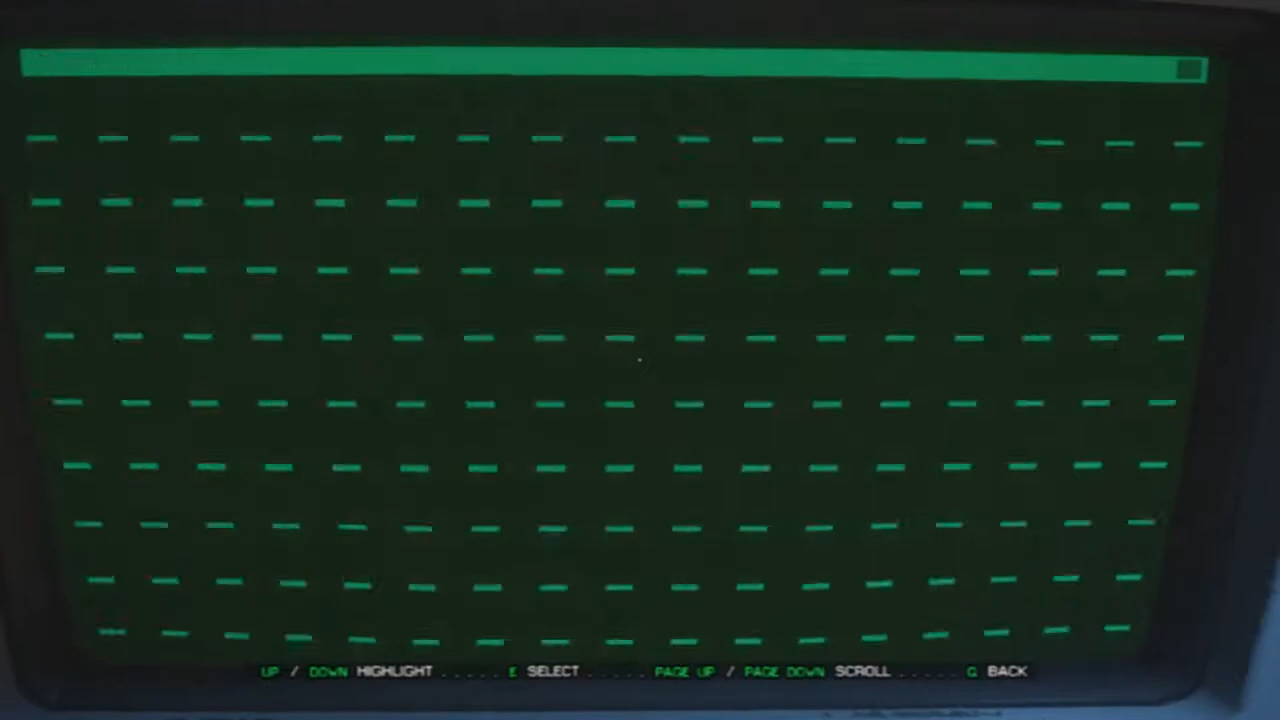 UP / DOWN HIGHLIGHT ..... E SELECT ..... PAGE UP / PAGE DOWN SCROLL ..... Q BACK